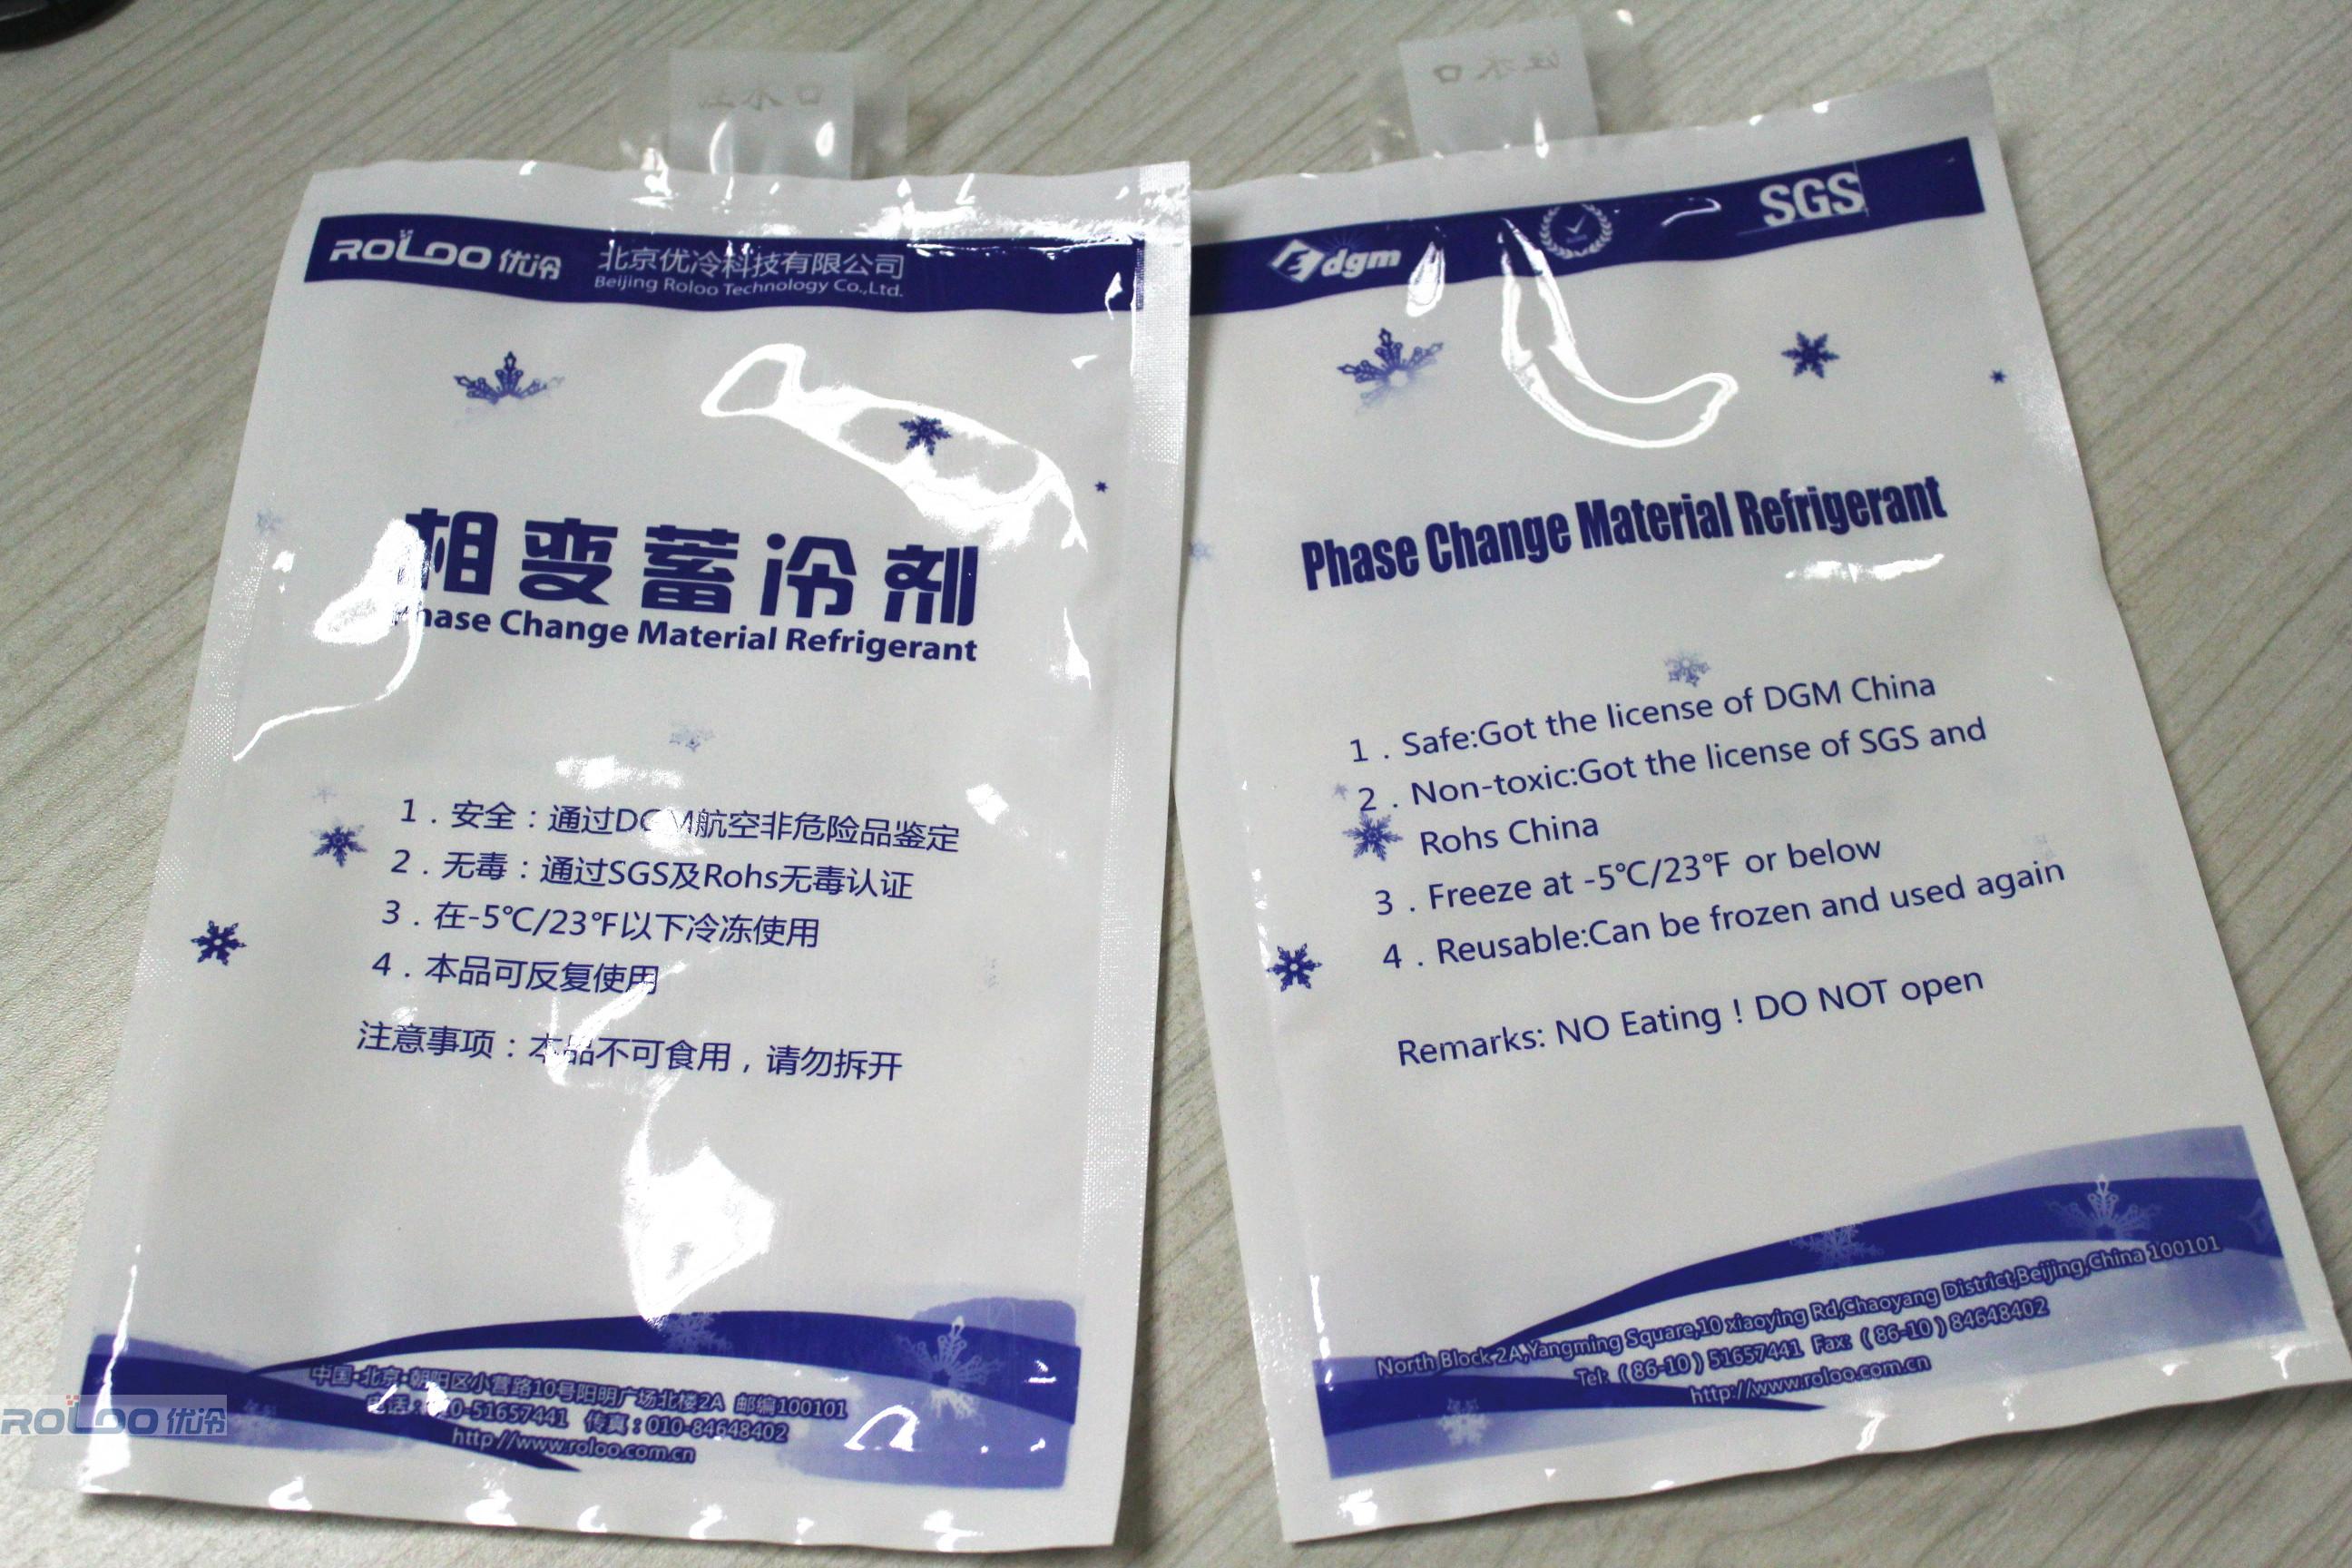 注水口
ROLOO 优冷
北京优冷科技有限公司
Beijing Roloo Technology Co.,Ltd.
相变蓄冷剂
Phase Change Material Refrigerant
1．安全：通过DGM航空非危险品鉴定
2．无毒：通过SGS及Rohs无毒认证
3．在-5℃/23℉以下冷冻使用
4．本品可反复使用
注意事项：本品不可食用，请勿拆开
中国·北京·朝阳区小营路10号阳明广场北楼2A 邮编100101
电话：010-51657441 传真：010-84648402
http://www.roloo.com.cn
注水口
dgm
SGS
Phase Change Material Refrigerant
1．Safe:Got the license of DGM China
2．Non-toxic:Got the license of SGS and
Rohs China
3．Freeze at -5℃/23℉ or below
4．Reusable:Can be frozen and used again
Remarks: NO Eating！DO NOT open
North Block 2A,Yangming Square,10 xiaoying Rd,Chaoyang District,Beijing,China 100101
Tel:（86-10）51657441 Fax:（86-10）84648402
http://www.roloo.com.cn
ROLOO 优冷